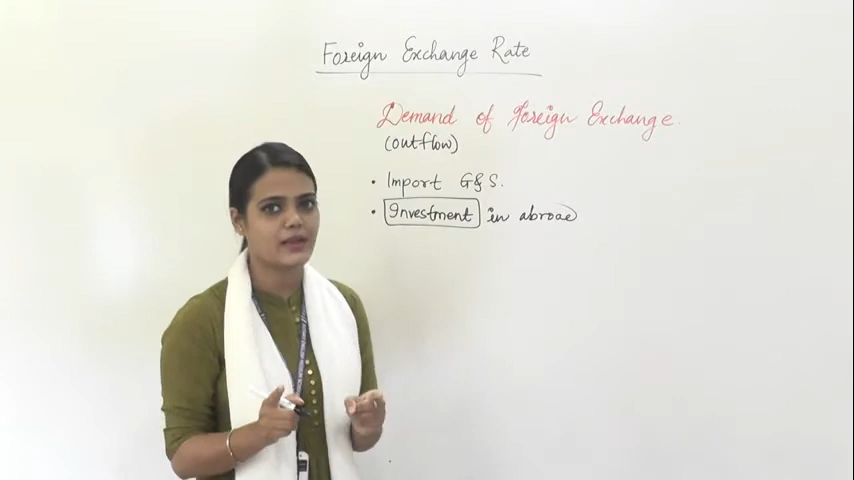 Foreign Exchange Rate
Demand of Foreign Exchange.
(outflow)
• Import G&S.
• Investment in abroad